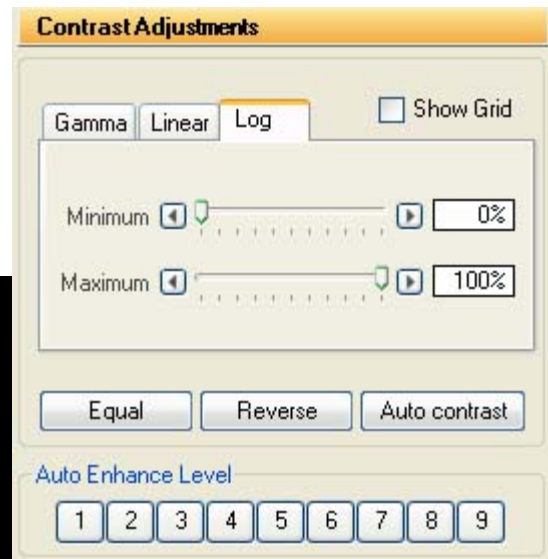 Contrast Adjustments
Gamma Linear Log Show Grid
Minimum 0%
Maximum 100%
Equal Reverse Auto contrast
Auto Enhance Level
1 2 3 4 5 6 7 8 9